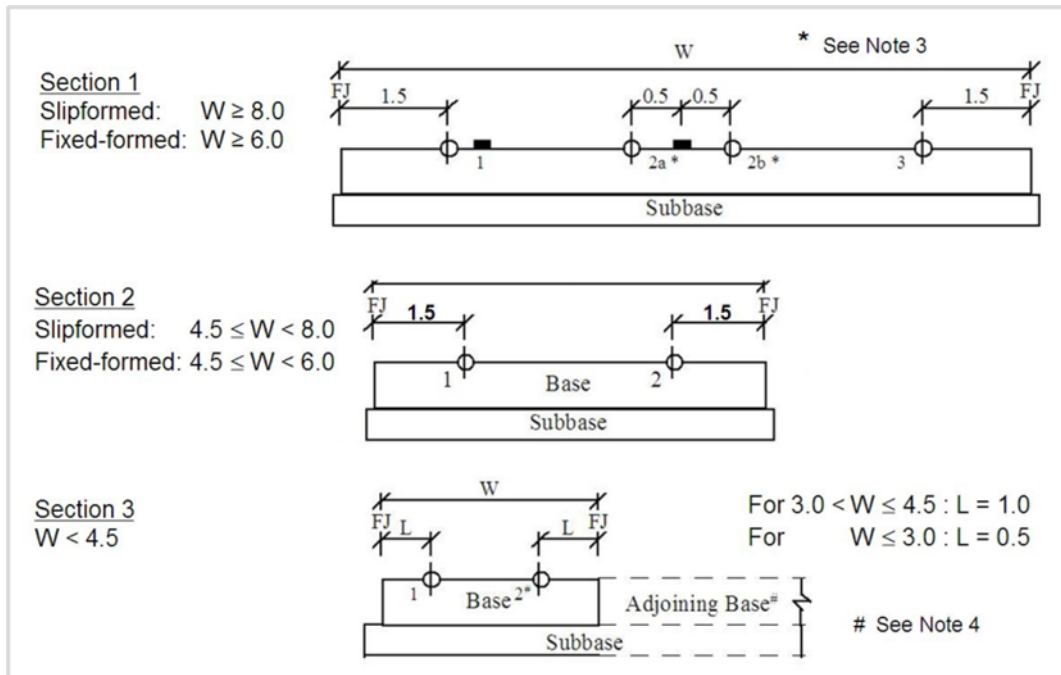 * See Note 3
W
Section 1
Slipformed: W ≥ 8.0
Fixed-formed: W ≥ 6.0
FJ
1.5
0.5
0.5
1.5
FJ
1
2a *
2b *
3
Subbase
Section 2
Slipformed: 4.5 ≤ W < 8.0
Fixed-formed: 4.5 ≤ W < 6.0
FJ
1.5
1.5
FJ
1
Base
2
Subbase
Section 3
W < 4.5
W
FJ
L
L
FJ
For 3.0 < W ≤ 4.5 : L = 1.0
For W ≤ 3.0 : L = 0.5
1
Base
2#
Adjoining Base#
# See Note 4
Subbase